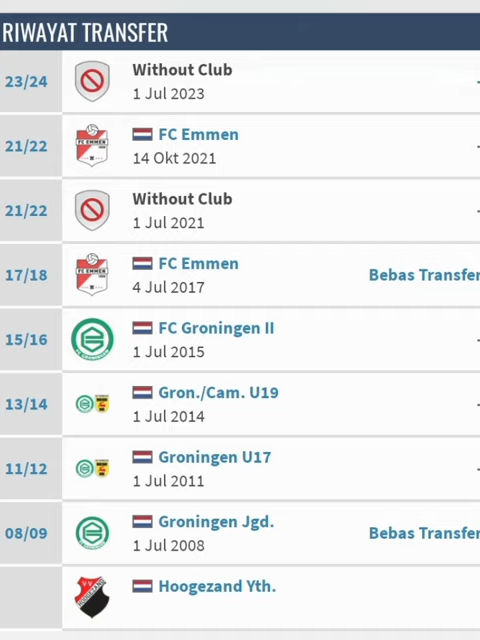 RIWAYAT TRANSFER
23/24 Without Club -
1 Jul 2023
21/22 FC Emmen -
14 Okt 2021
21/22 Without Club -
1 Jul 2021
17/18 FC Emmen Bebas Transfer
4 Jul 2017
15/16 FC Groningen II -
1 Jul 2015
13/14 Gron./Cam. U19 -
1 Jul 2014
11/12 Groningen U17 -
1 Jul 2011
08/09 Groningen Jgd. Bebas Transfer
1 Jul 2008
Hoogezand Yth.